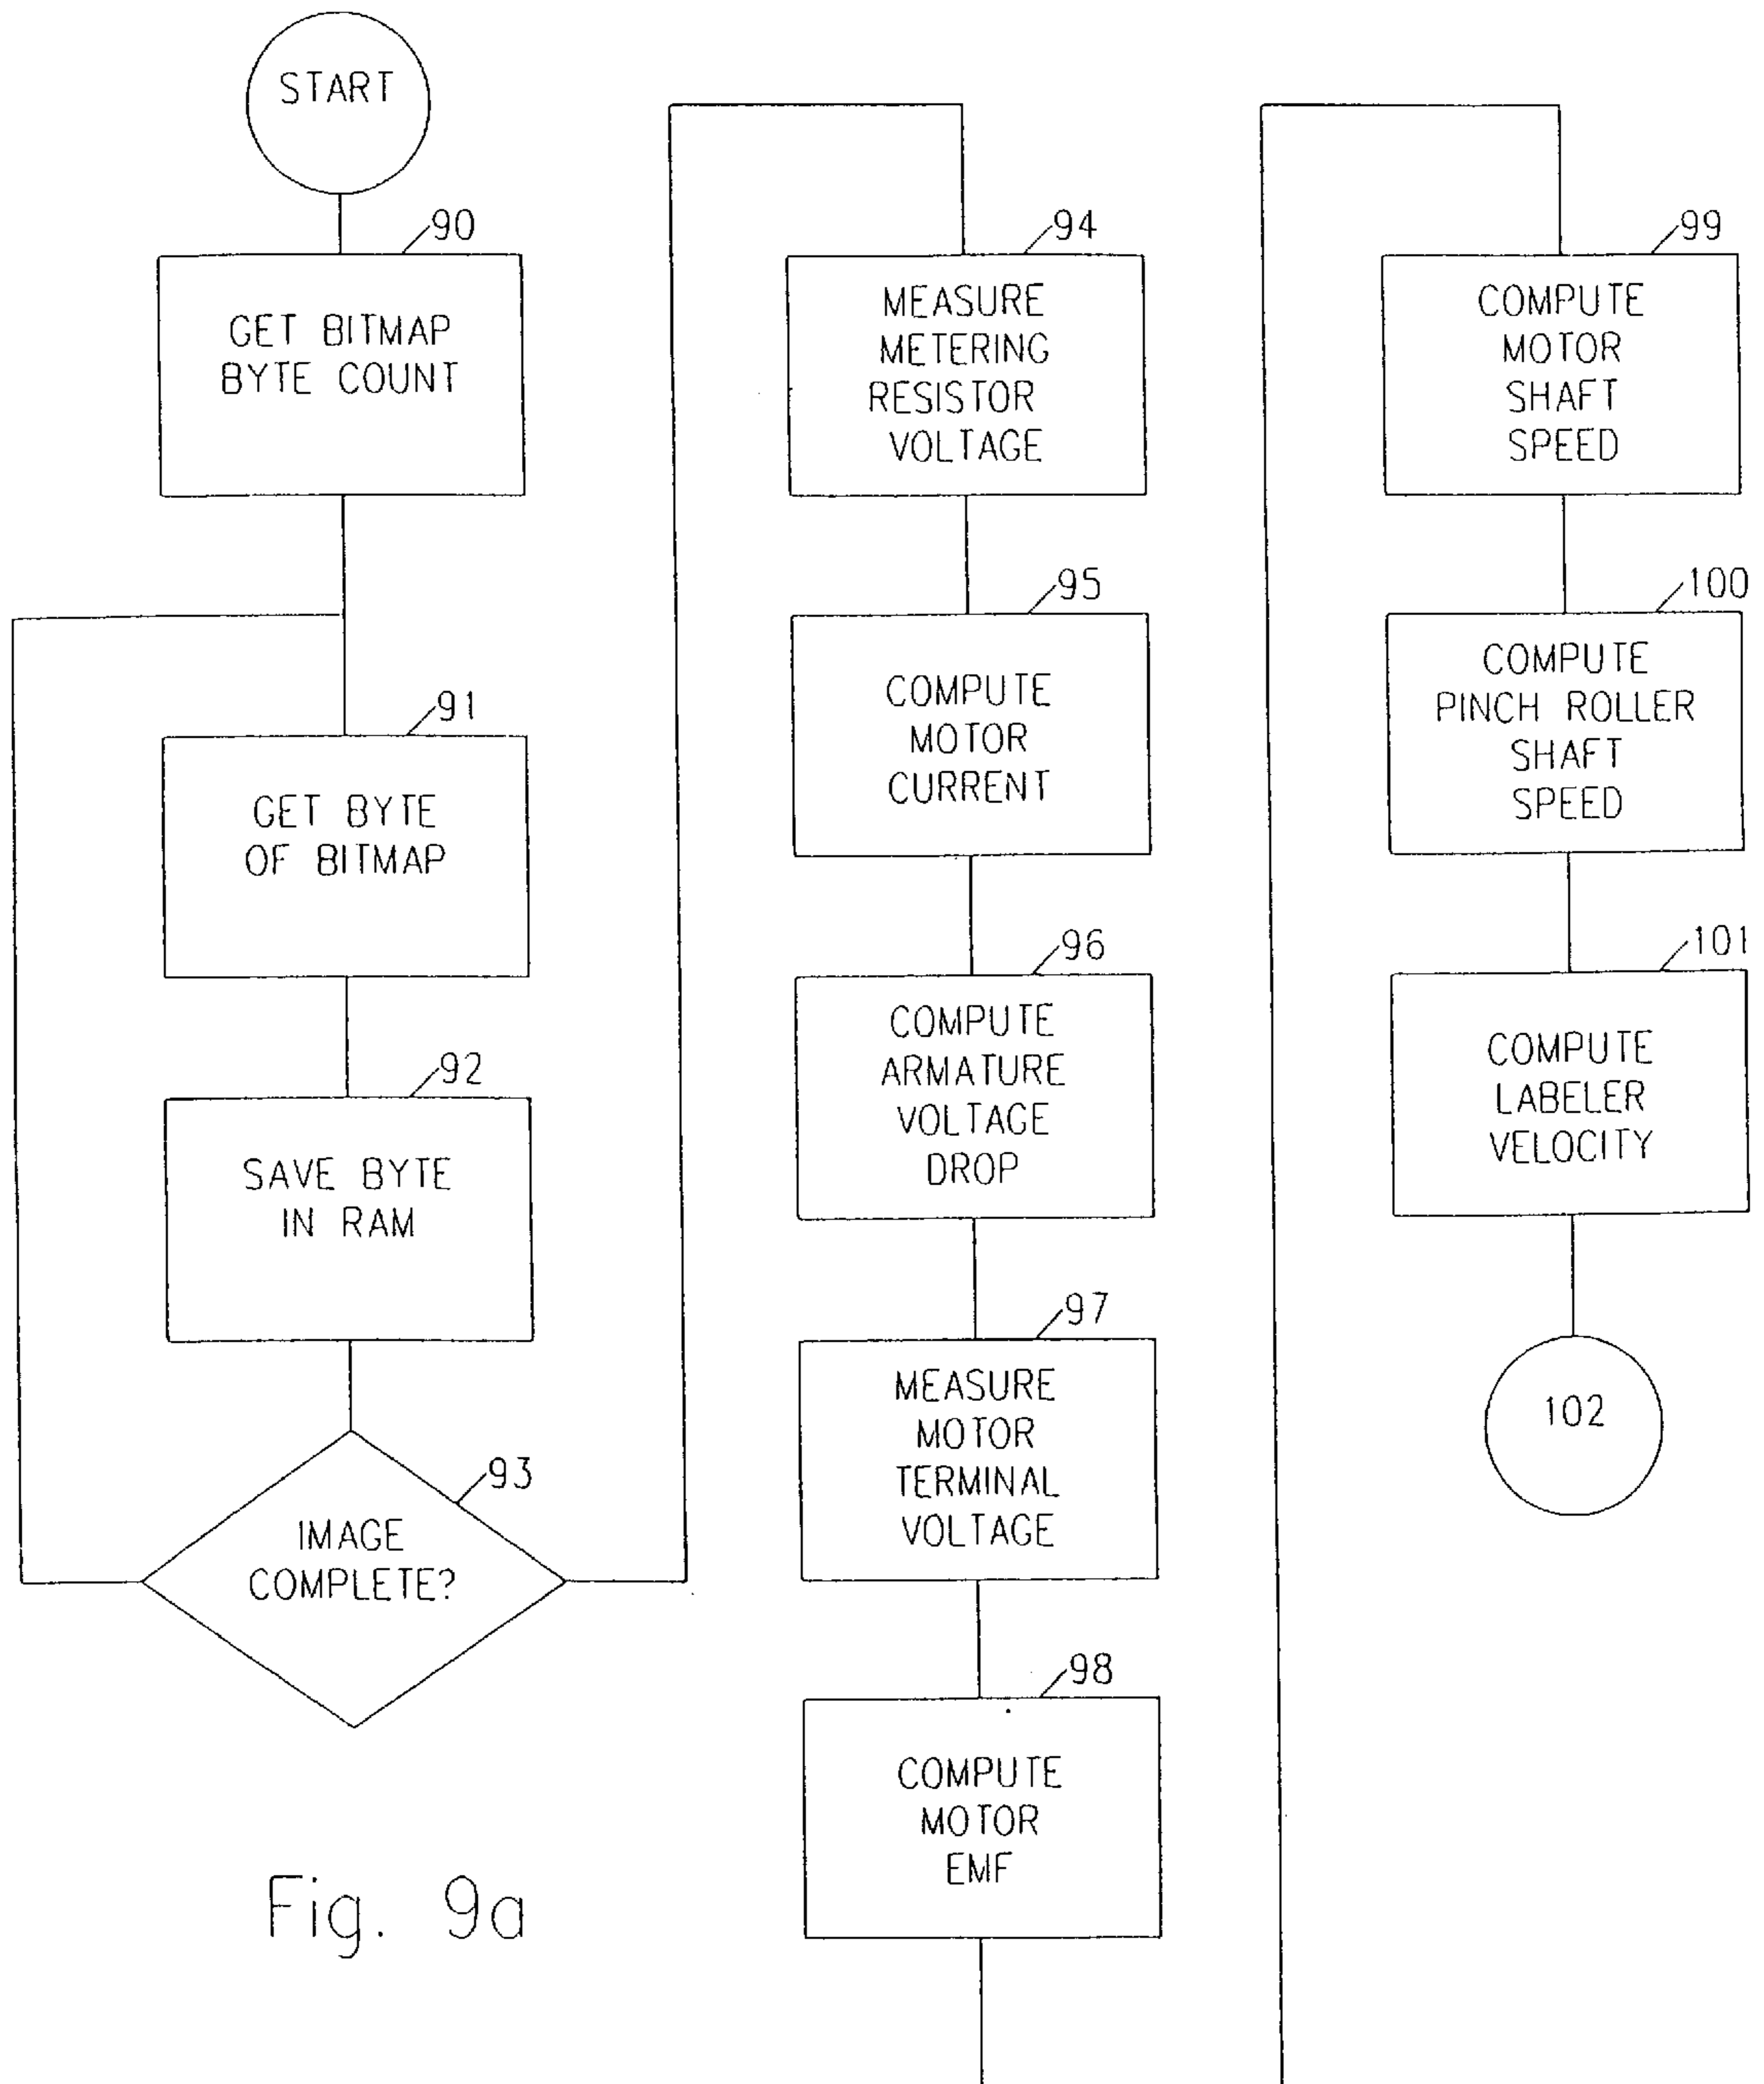 START
90
GET BITMAP
BYTE COUNT
91
GET BYTE
OF BITMAP
92
SAVE BYTE
IN RAM
93
IMAGE
COMPLETE?
94
MEASURE
METERING
RESISTOR
VOLTAGE
95
COMPUTE
MOTOR
CURRENT
96
COMPUTE
ARMATURE
VOLTAGE
DROP
97
MEASURE
MOTOR
TERMINAL
VOLTAGE
98
COMPUTE
MOTOR
EMF
99
COMPUTE
MOTOR
SHAFT
SPEED
100
COMPUTE
PINCH ROLLER
SHAFT
SPEED
101
COMPUTE
LABELER
VELOCITY
102
Fig. 9a